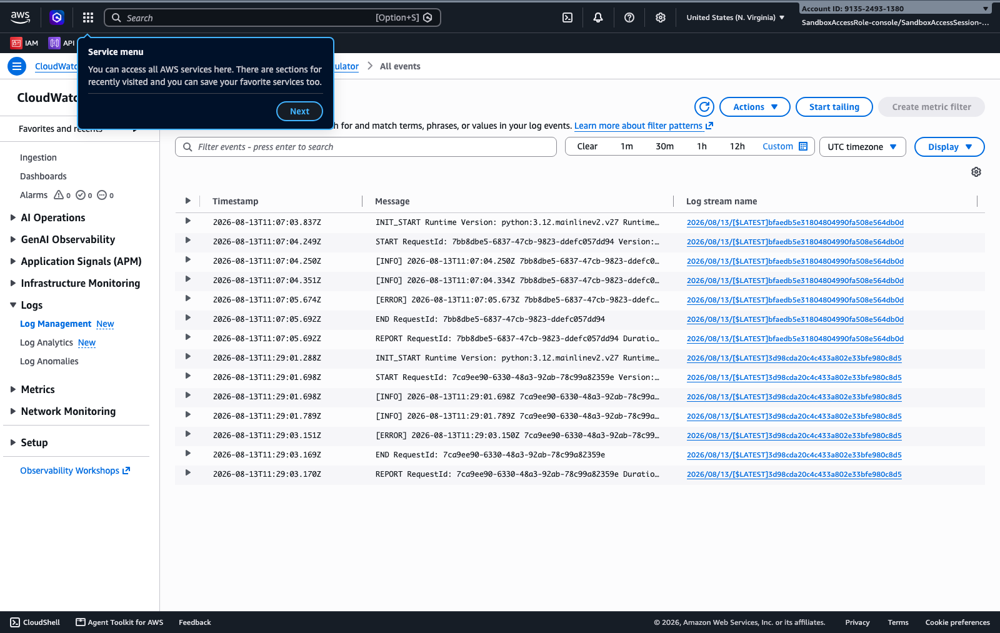 aws
Search
[Option+S]
United States (N. Virginia)
Account ID: 9135-2493-1380
SandboxAccessRole-console/SandboxAccessSession-...
IAM
API
Service menu
You can access all AWS services here. There are sections for
recently visited and you can save your favorite services too.
Next
CloudWatc
ulator
All events
CloudWatc
Favorites and recents
Ingestion
Dashboards
Alarms 0 0 0
AI Operations
GenAI Observability
Application Signals (APM)
Infrastructure Monitoring
Logs
Log Management New
Log Analytics New
Log Anomalies
Metrics
Network Monitoring
Setup
Observability Workshops
Actions
Start tailing
Create metric filter
h for and match terms, phrases, or values in your log events. Learn more about filter patterns
Filter events - press enter to search
Clear 1m 30m 1h 12h Custom
UTC timezone
Display
Timestamp Message Log stream name
2026-08-13T11:07:03.837Z INIT_START Runtime Version: python:3.12.mainlinev2.v27 Runtime… 2026/08/13/[$LATEST]bfaedb5e31804804990fa508e564db0d
2026-08-13T11:07:04.249Z START RequestId: 7bb8dbe5-6837-47cb-9823-ddefc057dd94 Version:… 2026/08/13/[$LATEST]bfaedb5e31804804990fa508e564db0d
2026-08-13T11:07:04.250Z [INFO] 2026-08-13T11:07:04.250Z 7bb8dbe5-6837-47cb-9823-ddefc0… 2026/08/13/[$LATEST]bfaedb5e31804804990fa508e564db0d
2026-08-13T11:07:04.351Z [INFO] 2026-08-13T11:07:04.334Z 7bb8dbe5-6837-47cb-9823-ddefc0… 2026/08/13/[$LATEST]bfaedb5e31804804990fa508e564db0d
2026-08-13T11:07:05.674Z [ERROR] 2026-08-13T11:07:05.673Z 7bb8dbe5-6837-47cb-9823-ddefc… 2026/08/13/[$LATEST]bfaedb5e31804804990fa508e564db0d
2026-08-13T11:07:05.692Z END RequestId: 7bb8dbe5-6837-47cb-9823-ddefc057dd94 2026/08/13/[$LATEST]bfaedb5e31804804990fa508e564db0d
2026-08-13T11:07:05.692Z REPORT RequestId: 7bb8dbe5-6837-47cb-9823-ddefc057dd94 Duratio… 2026/08/13/[$LATEST]bfaedb5e31804804990fa508e564db0d
2026-08-13T11:29:01.288Z INIT_START Runtime Version: python:3.12.mainlinev2.v27 Runtime… 2026/08/13/[$LATEST]3d98cda20c4c433a802e33bfe980c8d5
2026-08-13T11:29:01.698Z START RequestId: 7ca9ee90-6330-48a3-92ab-78c99a82359e Version:… 2026/08/13/[$LATEST]3d98cda20c4c433a802e33bfe980c8d5
2026-08-13T11:29:01.698Z [INFO] 2026-08-13T11:29:01.698Z 7ca9ee90-6330-48a3-92ab-78c99a… 2026/08/13/[$LATEST]3d98cda20c4c433a802e33bfe980c8d5
2026-08-13T11:29:01.789Z [INFO] 2026-08-13T11:29:01.789Z 7ca9ee90-6330-48a3-92ab-78c99a… 2026/08/13/[$LATEST]3d98cda20c4c433a802e33bfe980c8d5
2026-08-13T11:29:03.151Z [ERROR] 2026-08-13T11:29:03.150Z 7ca9ee90-6330-48a3-92ab-78c99… 2026/08/13/[$LATEST]3d98cda20c4c433a802e33bfe980c8d5
2026-08-13T11:29:03.169Z END RequestId: 7ca9ee90-6330-48a3-92ab-78c99a82359e 2026/08/13/[$LATEST]3d98cda20c4c433a802e33bfe980c8d5
2026-08-13T11:29:03.170Z REPORT RequestId: 7ca9ee90-6330-48a3-92ab-78c99a82359e Duratio… 2026/08/13/[$LATEST]3d98cda20c4c433a802e33bfe980c8d5
CloudShell Agent Toolkit for AWS Feedback © 2026, Amazon Web Services, Inc. or its affiliates. Privacy Terms Cookie preferences